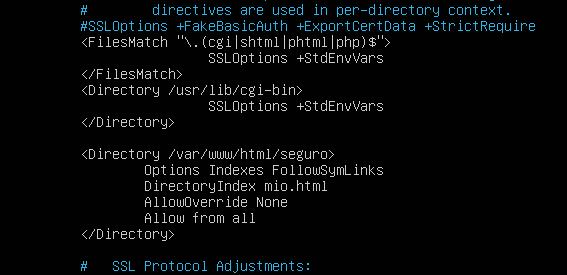 #        directives are used in per-directory context.
#SSLOptions +FakeBasicAuth +ExportCertData +StrictRequire
<FilesMatch "\.(cgi|shtml|phtml|php)$">
                SSLOptions +StdEnvVars
</FilesMatch>
<Directory /usr/lib/cgi-bin>
                SSLOptions +StdEnvVars
</Directory>

<Directory /var/www/html/seguro>
        Options Indexes FollowSymLinks
        DirectoryIndex mio.html
        AllowOverride None
        Allow from all
</Directory>

#   SSL Protocol Adjustments: